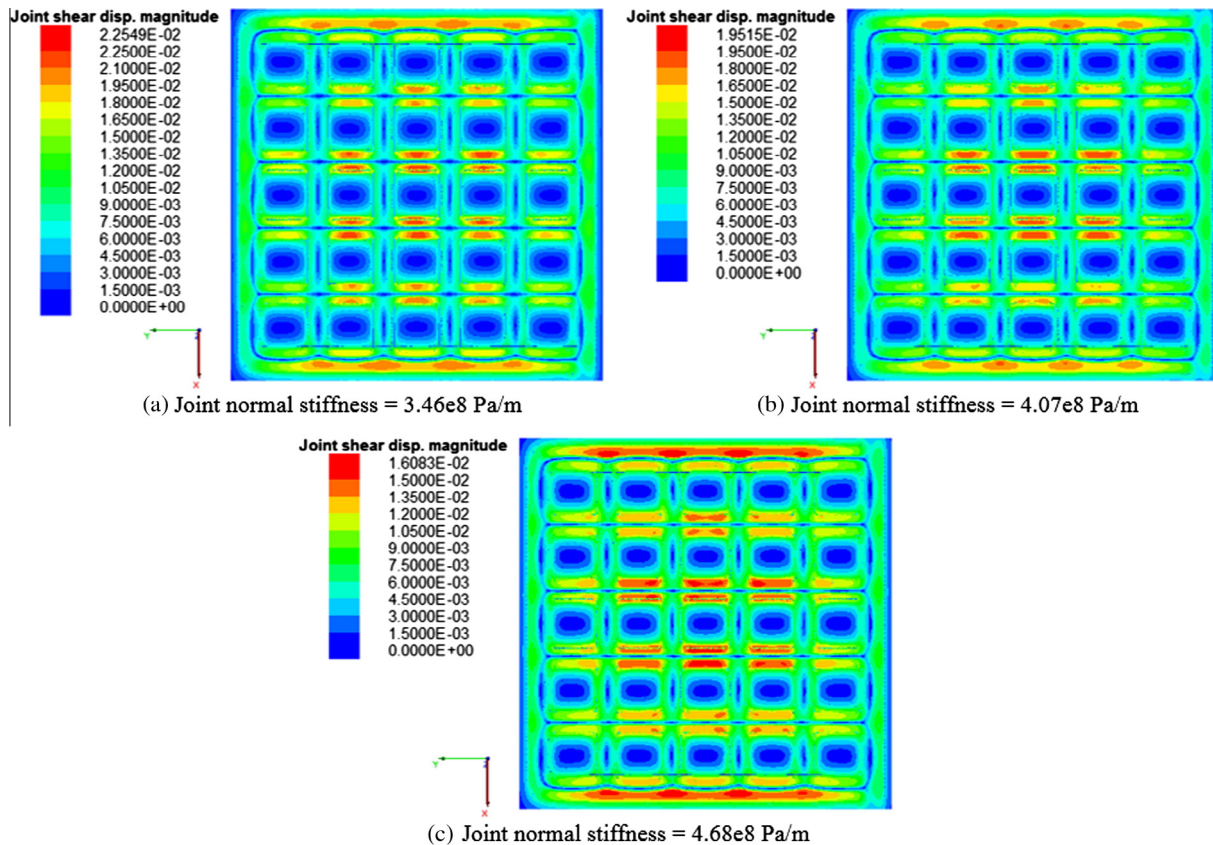 Joint shear disp. magnitude
2.2549E-02
2.2500E-02
2.1000E-02
1.9500E-02
1.8000E-02
1.6500E-02
1.5000E-02
1.3500E-02
1.2000E-02
1.0500E-02
9.0000E-03
7.5000E-03
6.0000E-03
4.5000E-03
3.0000E-03
1.5000E-03
0.0000E+00
Y
Z
X
(a) Joint normal stiffness = 3.46e8 Pa/m
Joint shear disp. magnitude
1.9515E-02
1.9500E-02
1.8000E-02
1.6500E-02
1.5000E-02
1.3500E-02
1.2000E-02
1.0500E-02
9.0000E-03
7.5000E-03
6.0000E-03
4.5000E-03
3.0000E-03
1.5000E-03
0.0000E+00
Y
Z
X
(b) Joint normal stiffness = 4.07e8 Pa/m
Joint shear disp. magnitude
1.6083E-02
1.5000E-02
1.3500E-02
1.2000E-02
1.0500E-02
9.0000E-03
7.5000E-03
6.0000E-03
4.5000E-03
3.0000E-03
1.5000E-03
0.0000E+00
Y
Z
X
(c) Joint normal stiffness = 4.68e8 Pa/m